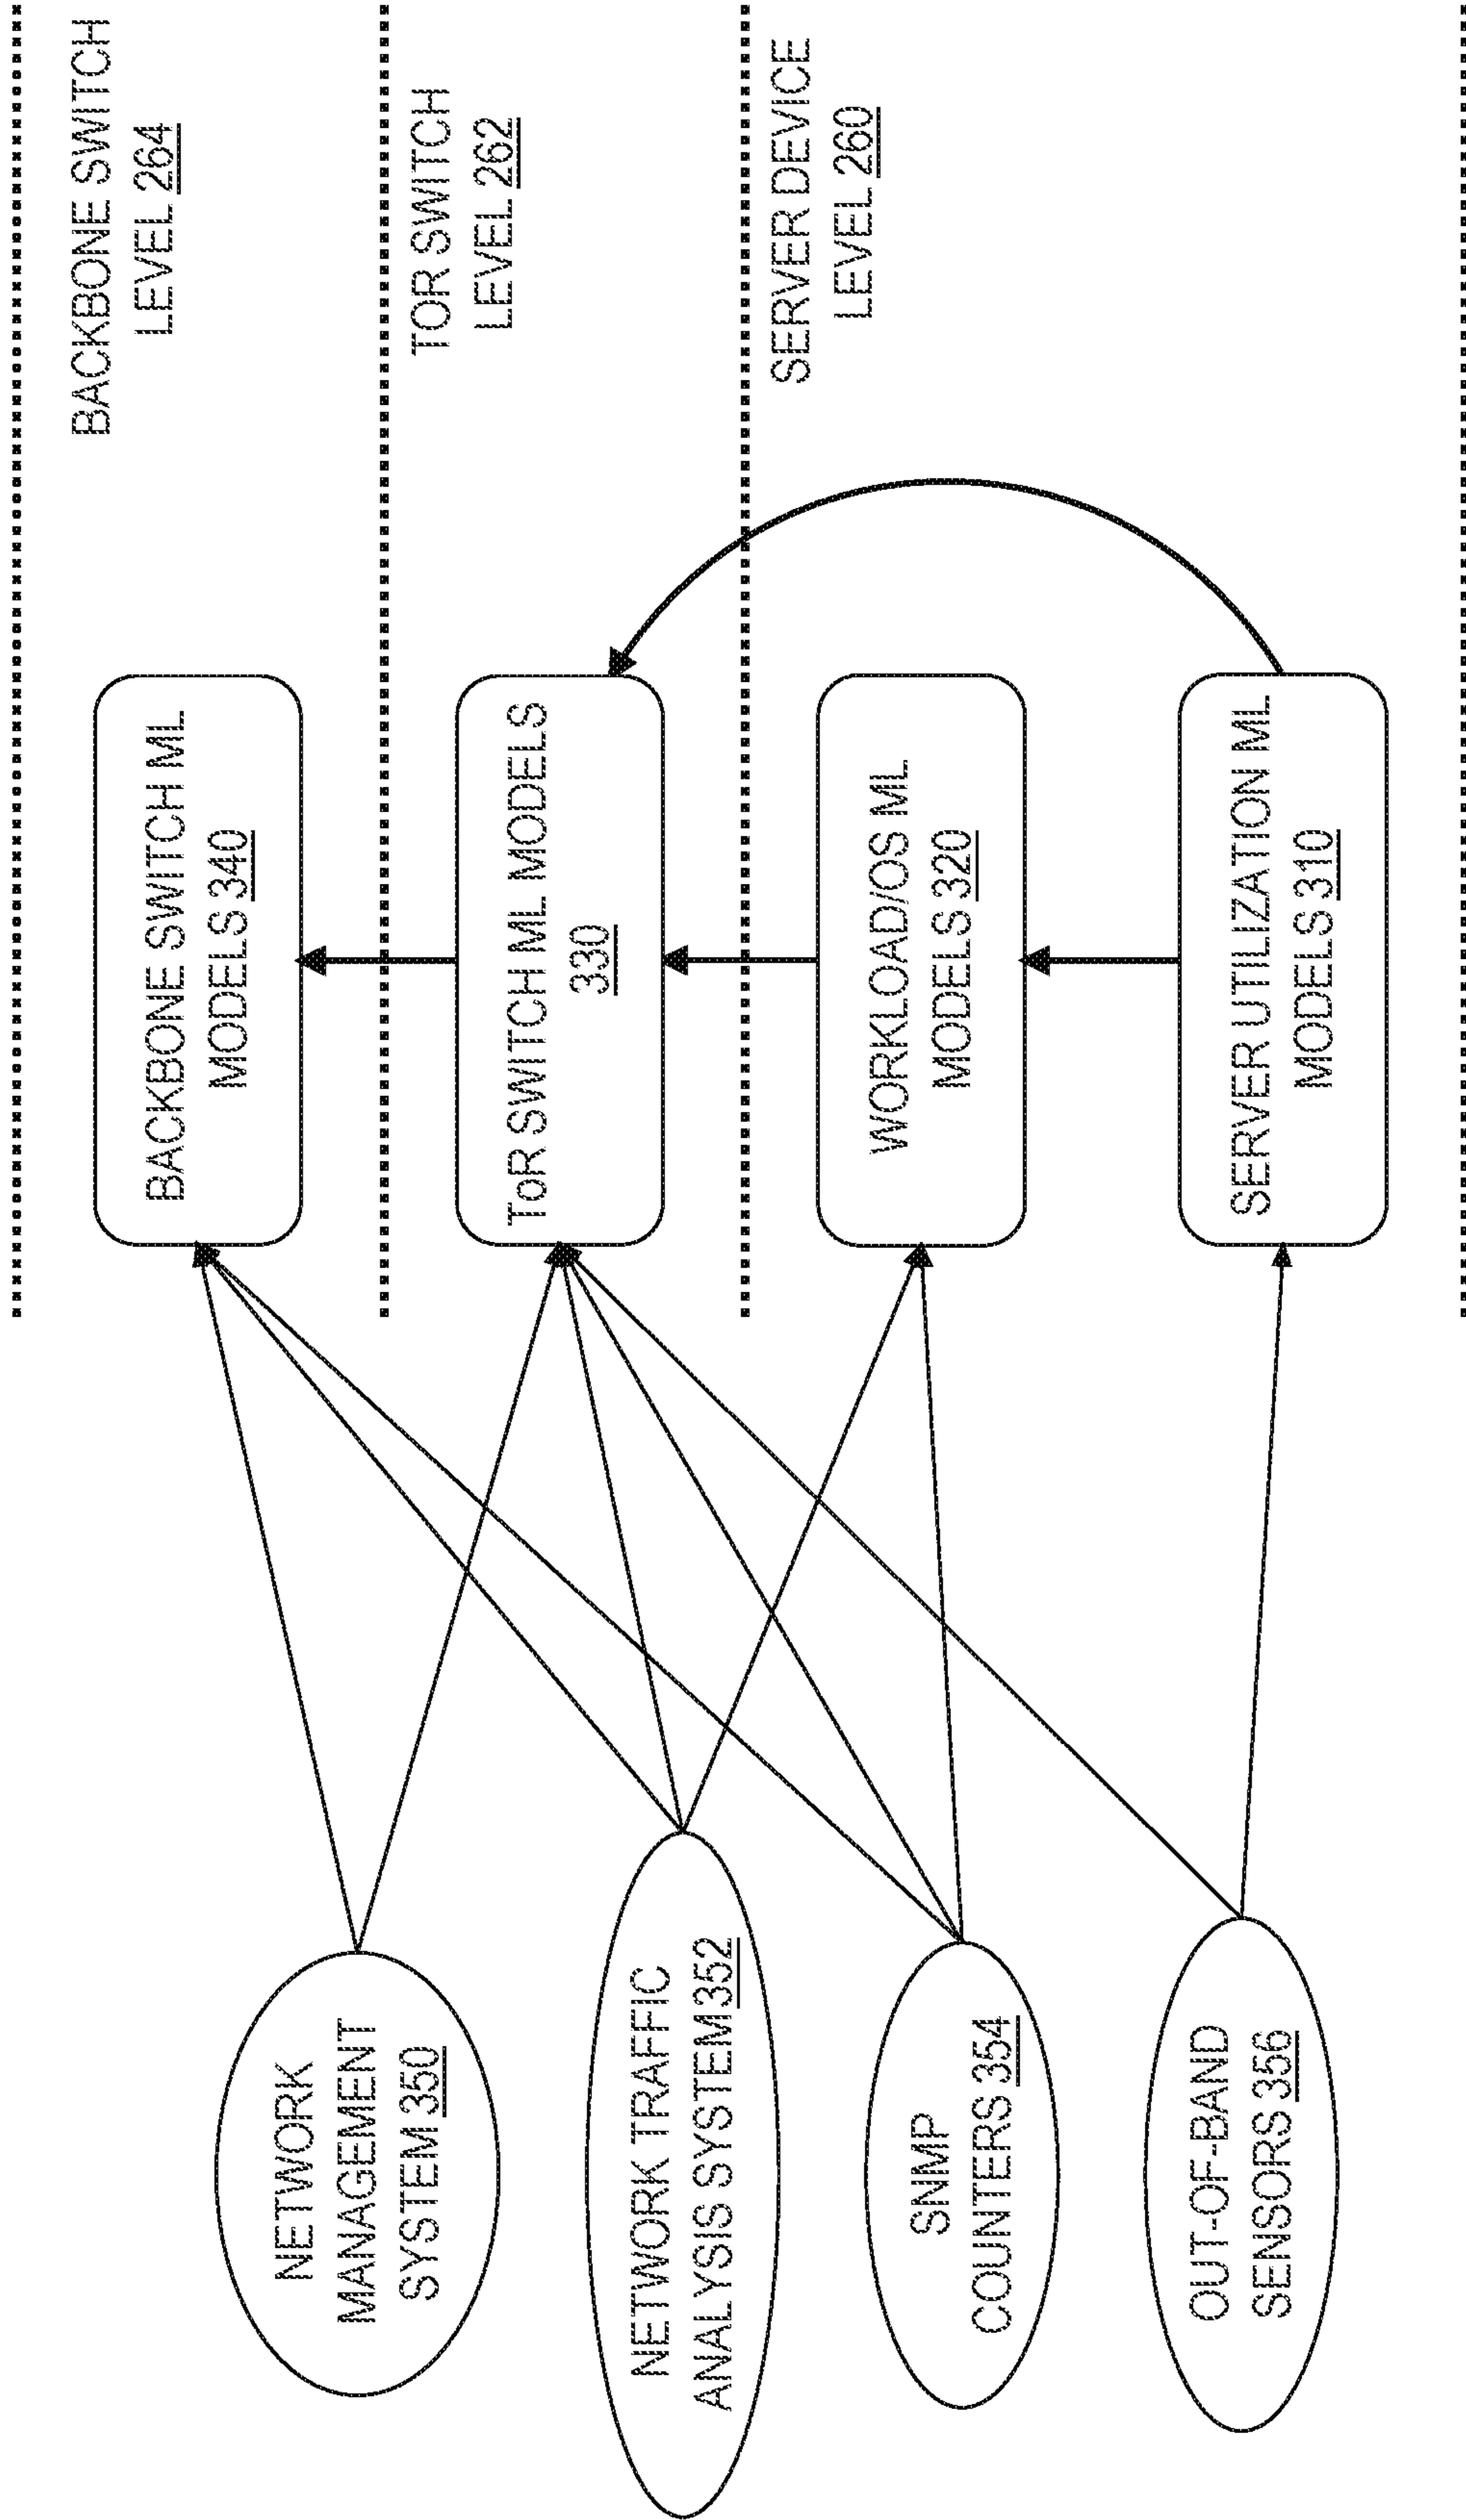 NETWORK
MANAGEMENT
SYSTEM 350
NETWORK TRAFFIC
ANALYSIS SYSTEM 352
SNMP
COUNTERS 354
OUT-OF-BAND
SENSORS 356
BACKBONE SWITCH ML
MODELS 340
ToR SWITCH ML MODELS
330
WORKLOAD/OS ML
MODELS 320
SERVER UTILIZATION ML
MODELS 310
BACKBONE SWITCH
LEVEL 264
TOR SWITCH
LEVEL 262
SERVER DEVICE
LEVEL 260